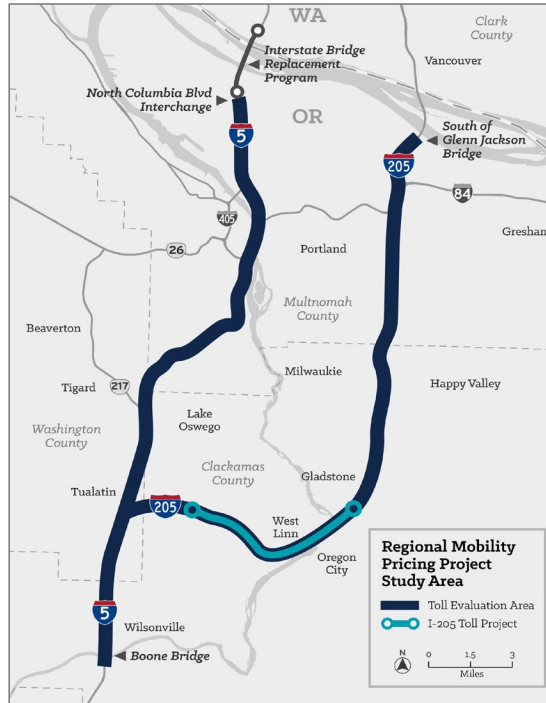 WA
Clark
County
Interstate Bridge
Replacement
Program
Vancouver
North Columbia Blvd
Interchange
OR
South of
Glenn Jackson
Bridge
5
205
84
405
Gresham
26
Portland
Multnomah
County
Beaverton
Milwaukie
Happy Valley
217
Tigard
Lake
Oswego
Washington
County
Clackamas
County
Gladstone
Tualatin
205
West
Linn
Oregon
City
5
Wilsonville
Boone Bridge
Regional Mobility
Pricing Project
Study Area
Toll Evaluation Area
I-205 Toll Project
N
0 1.5 3
Miles